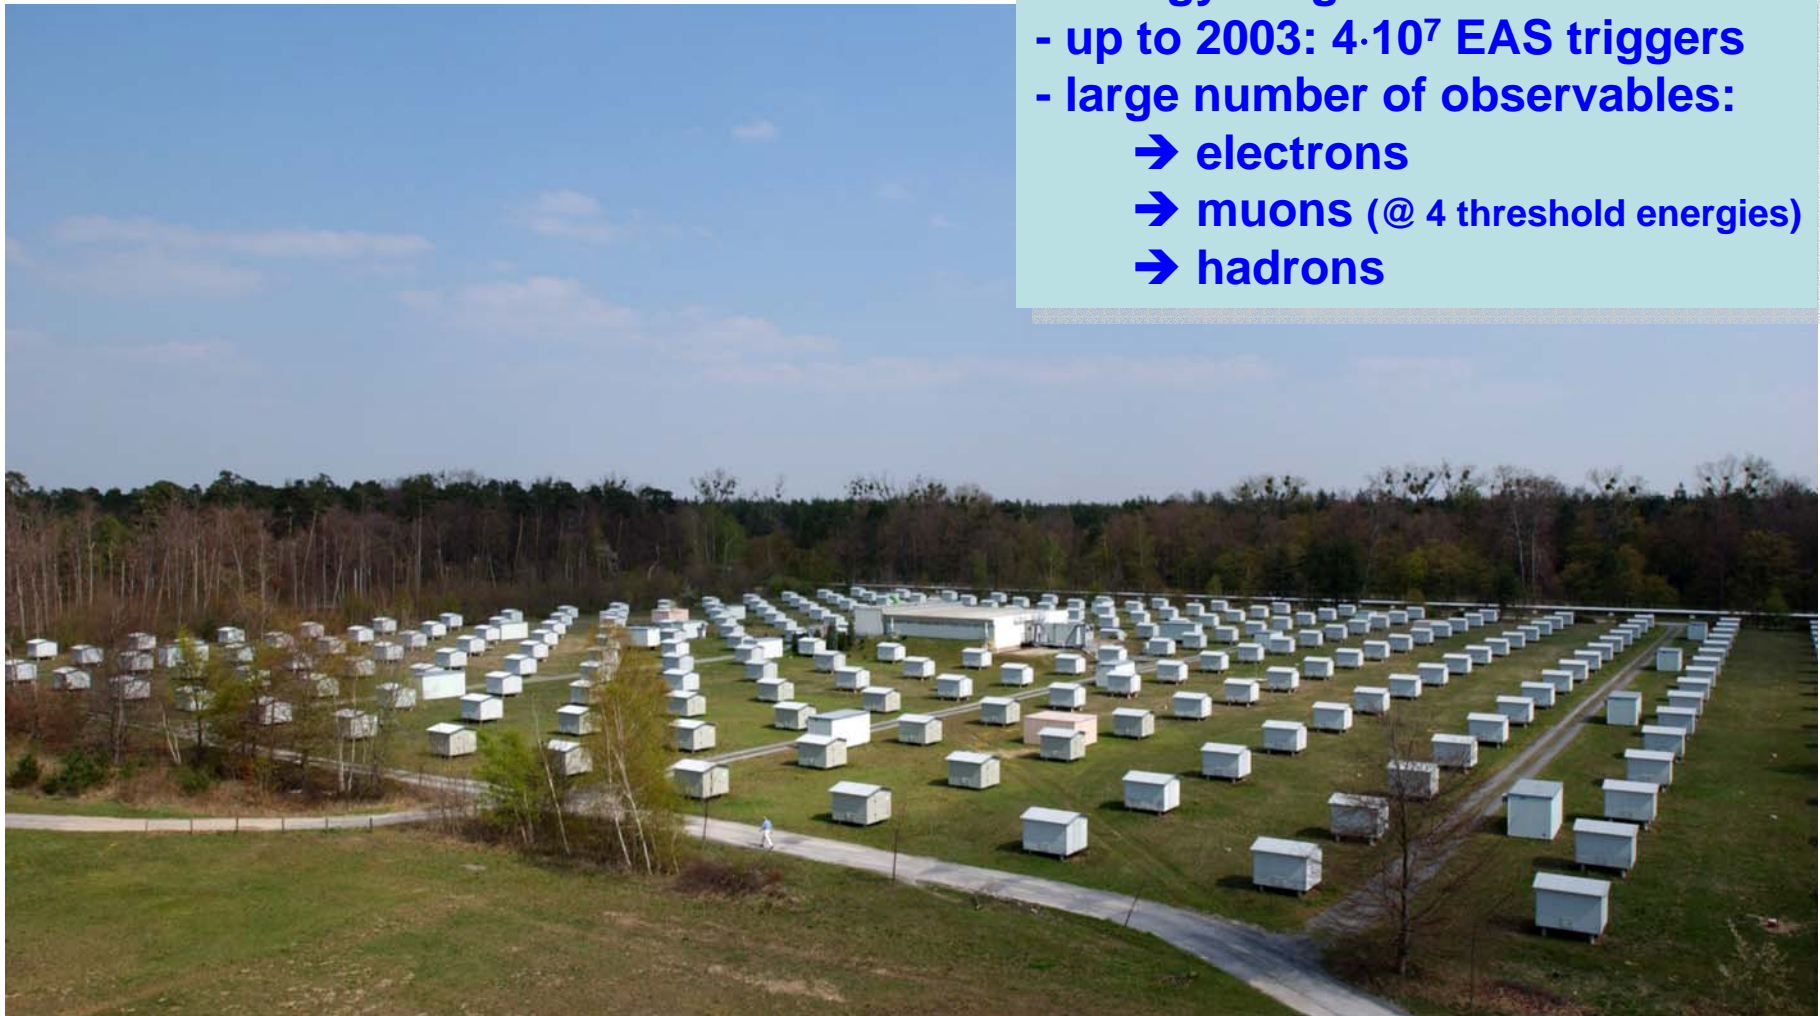 - up to 2003: 4·10⁷ EAS triggers
- large number of observables:
➔ electrons
➔ muons (@ 4 threshold energies)
➔ hadrons